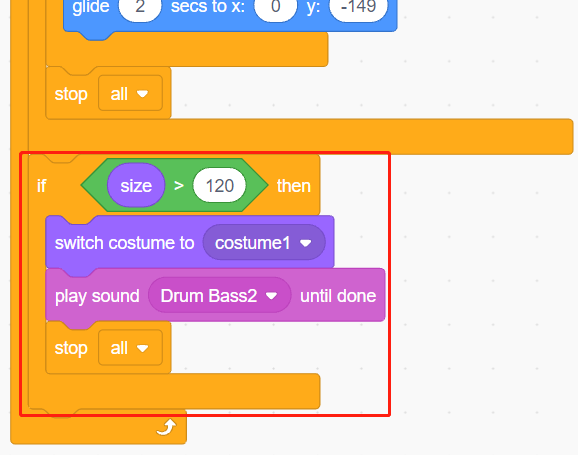 glide 2 secs to x: 0 y: -149
stop all
if size > 120 then
switch costume to costume1
play sound Drum Bass2 until done
stop all